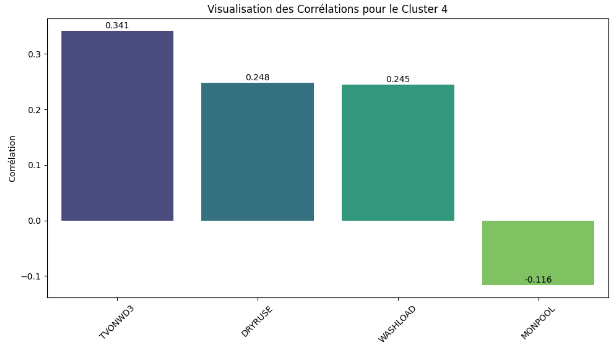 Visualisation des Corrélations pour le Cluster 4
0.341
0.248
0.245
-0.116
Corrélation
0.3
0.2
0.1
0.0
−0.1
TVONWD3
DRYRUSE
WASHLOAD
MONPOOL